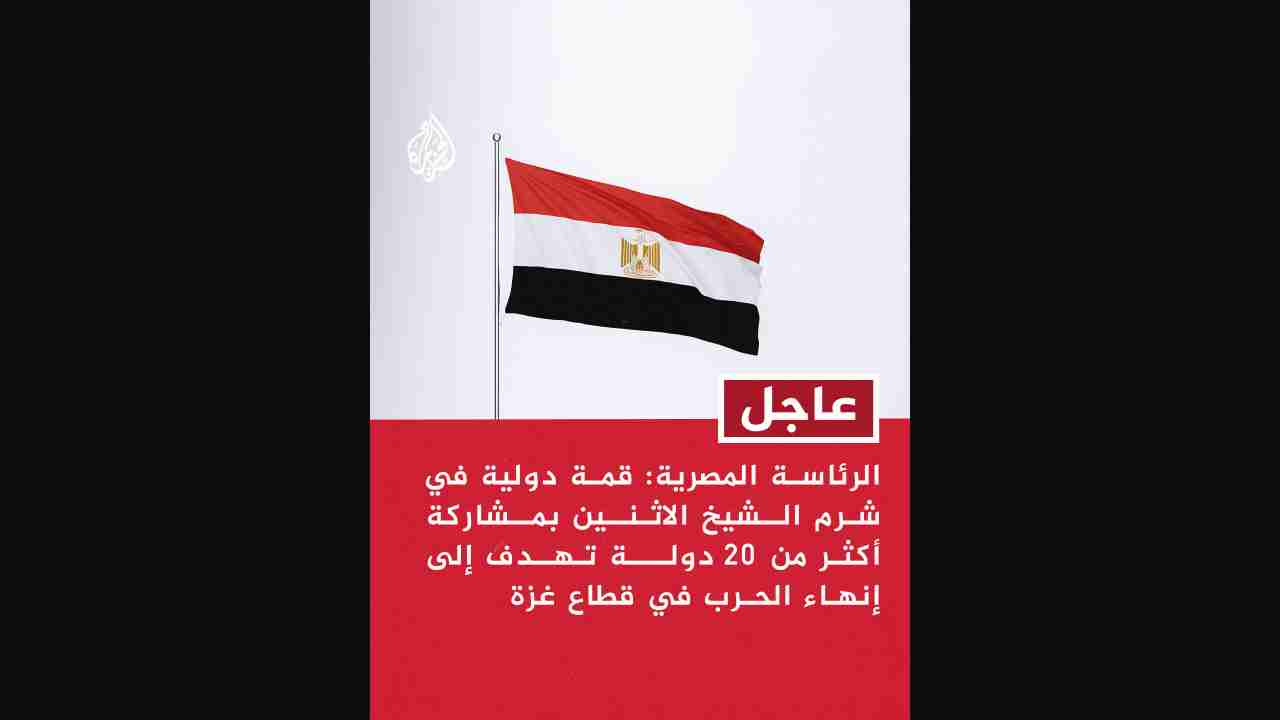 الجزيرة
عاجل
الرئاسة المصرية: قمة دولية في
شرم الشيخ الاثنين بمشاركة
أكثر من 20 دولة تهدف إلى
إنهاء الحرب في قطاع غزة